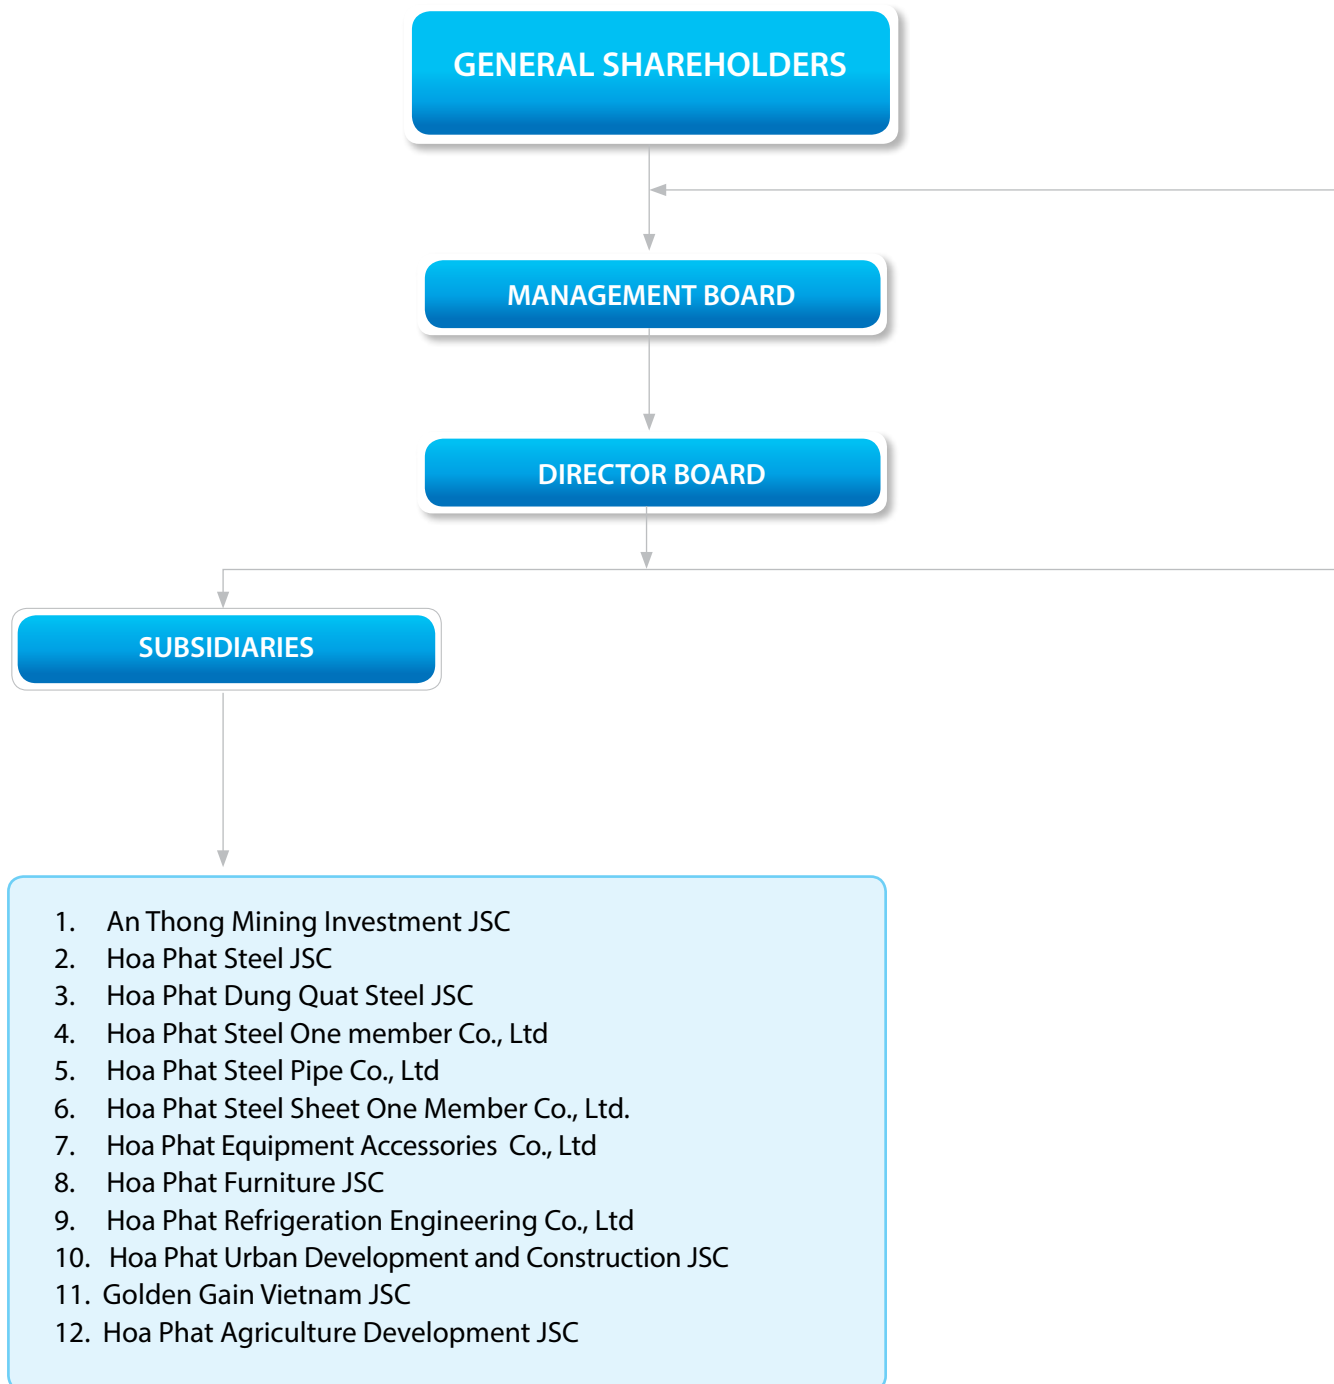 GENERAL SHAREHOLDERS
MANAGEMENT BOARD
DIRECTOR BOARD
SUBSIDIARIES
1. An Thong Mining Investment JSC
2. Hoa Phat Steel JSC
3. Hoa Phat Dung Quat Steel JSC
4. Hoa Phat Steel One member Co., Ltd
5. Hoa Phat Steel Pipe Co., Ltd
6. Hoa Phat Steel Sheet One Member Co., Ltd.
7. Hoa Phat Equipment Accessories Co., Ltd
8. Hoa Phat Furniture JSC
9. Hoa Phat Refrigeration Engineering Co., Ltd
10. Hoa Phat Urban Development and Construction JSC
11. Golden Gain Vietnam JSC
12. Hoa Phat Agriculture Development JSC